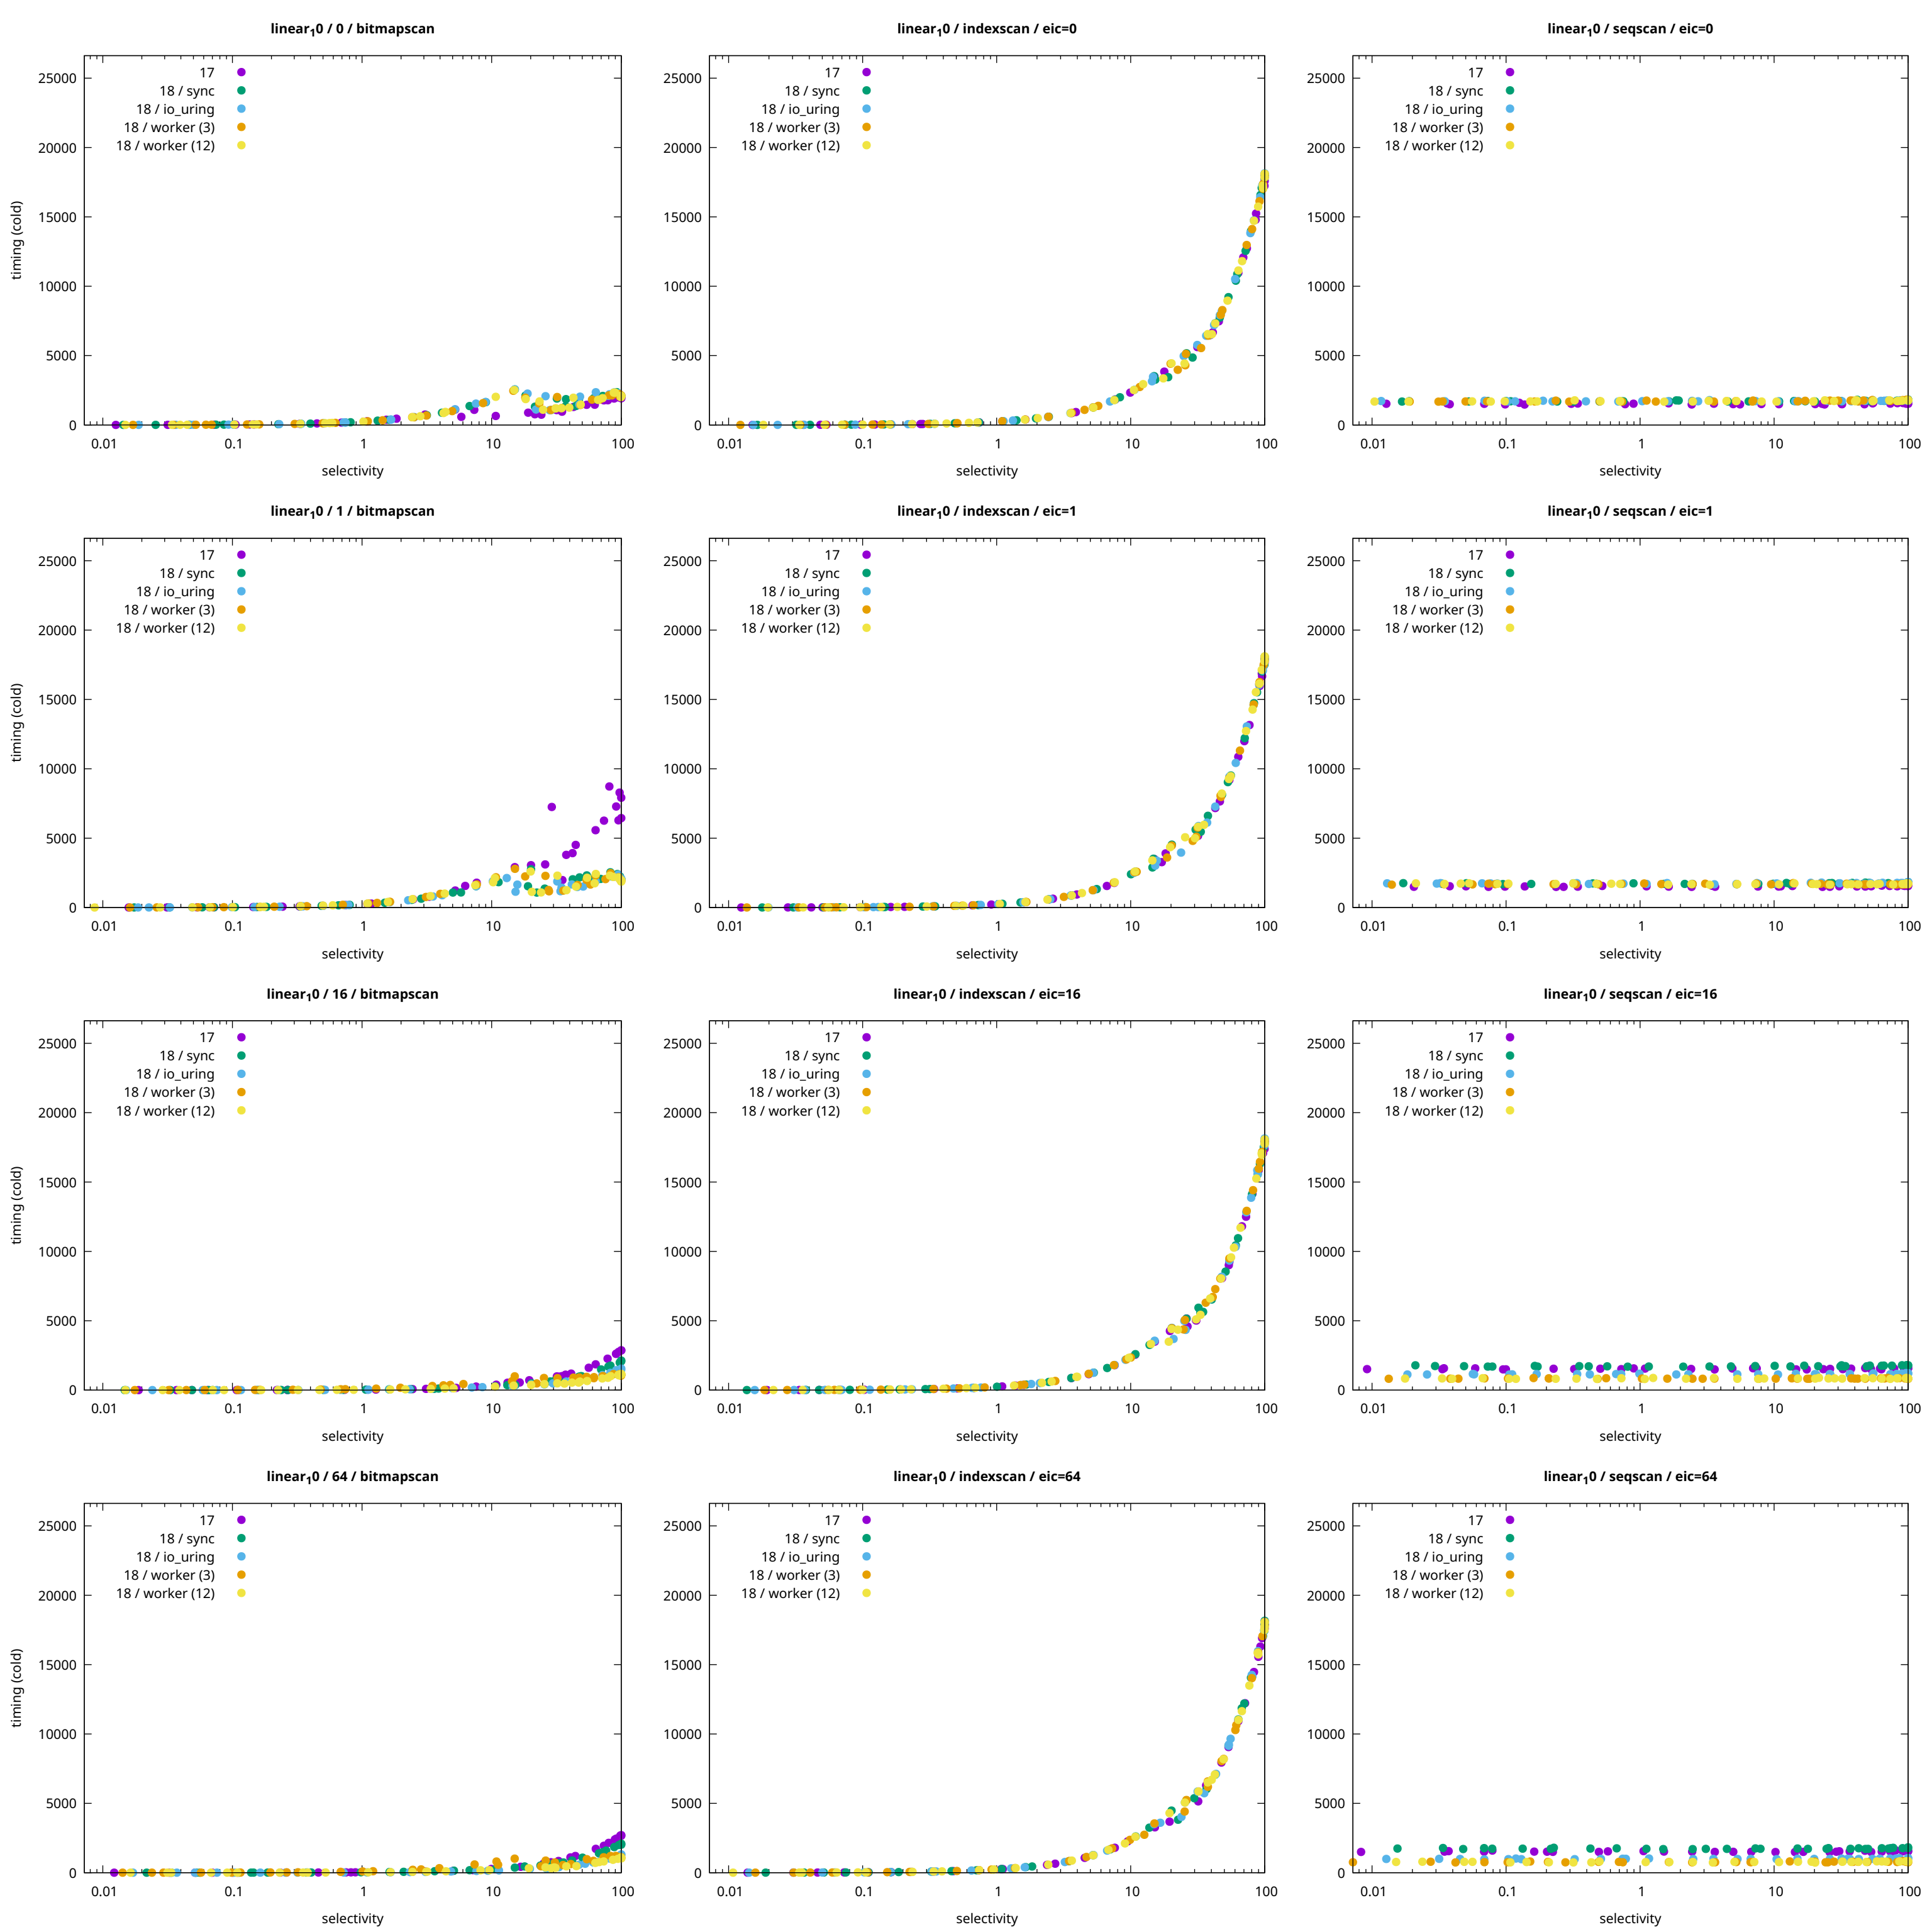 linear10 / 0 / bitmapscan
25000
20000
15000
10000
5000
0
timing (cold)
17
18 / sync
18 / io_uring
18 / worker (3)
18 / worker (12)
0.01 0.1 1 10 100
selectivity
linear10 / indexscan / eic=0
25000
20000
15000
10000
5000
0
17
18 / sync
18 / io_uring
18 / worker (3)
18 / worker (12)
0.01 0.1 1 10 100
selectivity
linear10 / seqscan / eic=0
25000
20000
15000
10000
5000
0
17
18 / sync
18 / io_uring
18 / worker (3)
18 / worker (12)
0.01 0.1 1 10 100
selectivity
linear10 / 1 / bitmapscan
25000
20000
15000
10000
5000
0
timing (cold)
17
18 / sync
18 / io_uring
18 / worker (3)
18 / worker (12)
0.01 0.1 1 10 100
selectivity
linear10 / indexscan / eic=1
25000
20000
15000
10000
5000
0
17
18 / sync
18 / io_uring
18 / worker (3)
18 / worker (12)
0.01 0.1 1 10 100
selectivity
linear10 / seqscan / eic=1
25000
20000
15000
10000
5000
0
17
18 / sync
18 / io_uring
18 / worker (3)
18 / worker (12)
0.01 0.1 1 10 100
selectivity
linear10 / 16 / bitmapscan
25000
20000
15000
10000
5000
0
timing (cold)
17
18 / sync
18 / io_uring
18 / worker (3)
18 / worker (12)
0.01 0.1 1 10 100
selectivity
linear10 / indexscan / eic=16
25000
20000
15000
10000
5000
0
17
18 / sync
18 / io_uring
18 / worker (3)
18 / worker (12)
0.01 0.1 1 10 100
selectivity
linear10 / seqscan / eic=16
25000
20000
15000
10000
5000
0
17
18 / sync
18 / io_uring
18 / worker (3)
18 / worker (12)
0.01 0.1 1 10 100
selectivity
linear10 / 64 / bitmapscan
25000
20000
15000
10000
5000
0
timing (cold)
17
18 / sync
18 / io_uring
18 / worker (3)
18 / worker (12)
0.01 0.1 1 10 100
selectivity
linear10 / indexscan / eic=64
25000
20000
15000
10000
5000
0
17
18 / sync
18 / io_uring
18 / worker (3)
18 / worker (12)
0.01 0.1 1 10 100
selectivity
linear10 / seqscan / eic=64
25000
20000
15000
10000
5000
0
17
18 / sync
18 / io_uring
18 / worker (3)
18 / worker (12)
0.01 0.1 1 10 100
selectivity